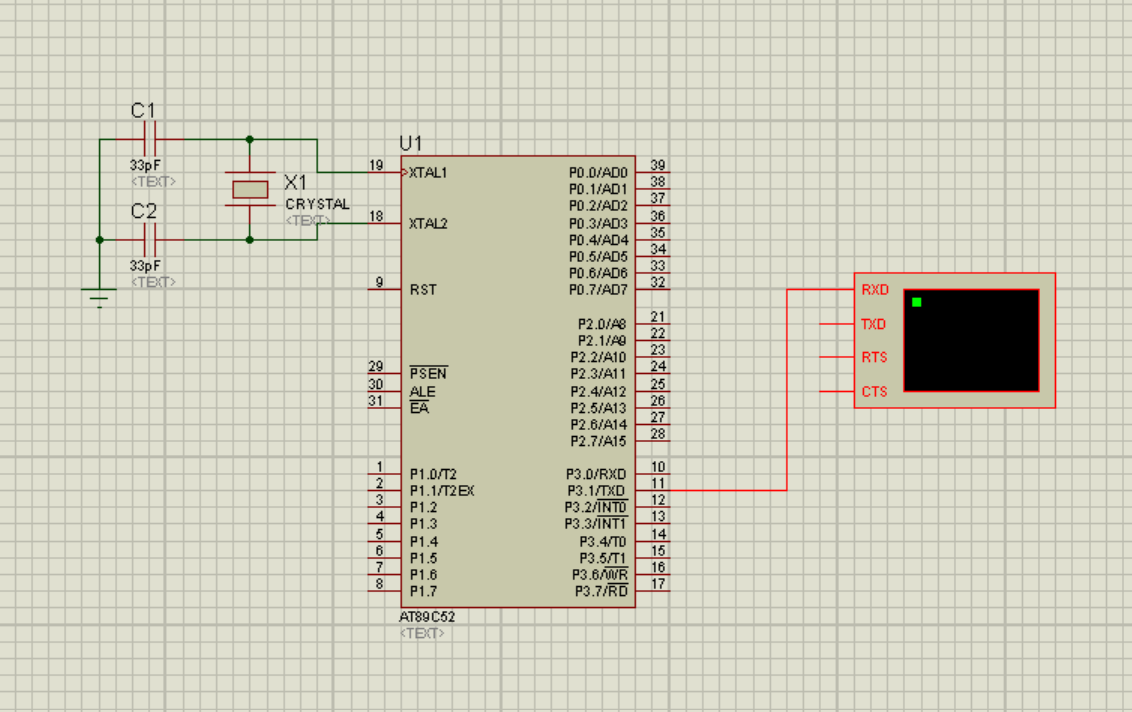 C1
33pF
<TEXT>
C2
33pF
<TEXT>
X1
CRYSTAL
<TEXT>
U1
19 XTAL1
18 XTAL2
9 RST
29 PSEN
30 ALE
31 EA
1 P1.0/T2
2 P1.1/T2EX
3 P1.2
4 P1.3
5 P1.4
6 P1.5
7 P1.6
8 P1.7
P0.0/AD0 39
P0.1/AD1 38
P0.2/AD2 37
P0.3/AD3 36
P0.4/AD4 35
P0.5/AD5 34
P0.6/AD6 33
P0.7/AD7 32
P2.0/A8 21
P2.1/A9 22
P2.2/A10 23
P2.3/A11 24
P2.4/A12 25
P2.5/A13 26
P2.6/A14 27
P2.7/A15 28
P3.0/RXD 10
P3.1/TXD 11
P3.2/INT0 12
P3.3/INT1 13
P3.4/T0 14
P3.5/T1 15
P3.6/WR 16
P3.7/RD 17
AT89C52
<TEXT>
RXD
TXD
RTS
CTS